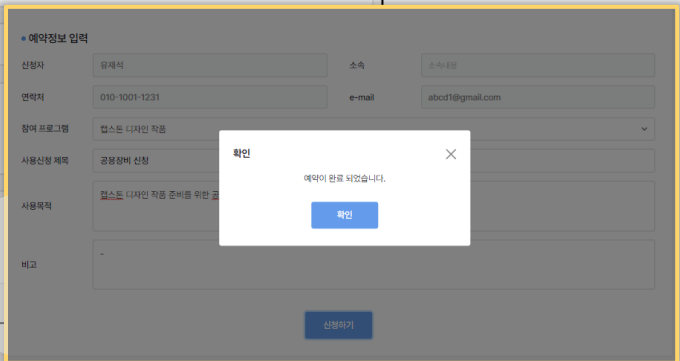 예약정보 입력
신청자 유재석 소속 소속내용
연락처 010-1001-1231 e-mail abcd1@gmail.com
참여 프로그램 캡스톤 디자인 작품
사용신청 제목 공용장비 신청
확인
예약이 완료 되었습니다.
사용목적 캡스톤 디자인 작품 준비를 위한 공
확인
비고 -
신청하기